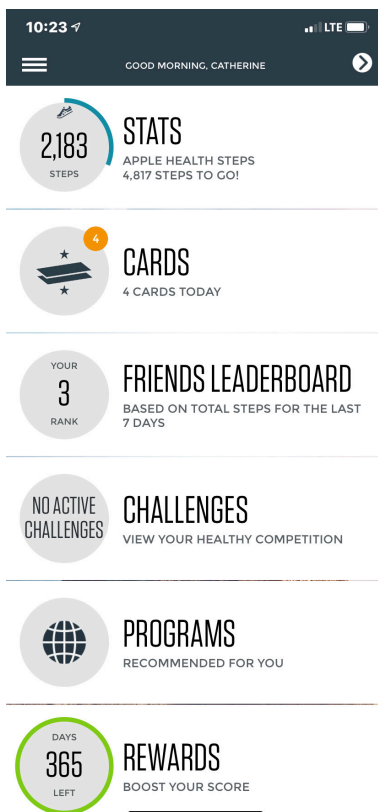 10:23
LTE
GOOD MORNING, CATHERINE
2,183
STEPS
STATS
APPLE HEALTH STEPS
4,817 STEPS TO GO!
4
CARDS
4 CARDS TODAY
YOUR
3
RANK
FRIENDS LEADERBOARD
BASED ON TOTAL STEPS FOR THE LAST
7 DAYS
NO ACTIVE
CHALLENGES
CHALLENGES
VIEW YOUR HEALTHY COMPETITION
PROGRAMS
RECOMMENDED FOR YOU
DAYS
365
LEFT
REWARDS
BOOST YOUR SCORE